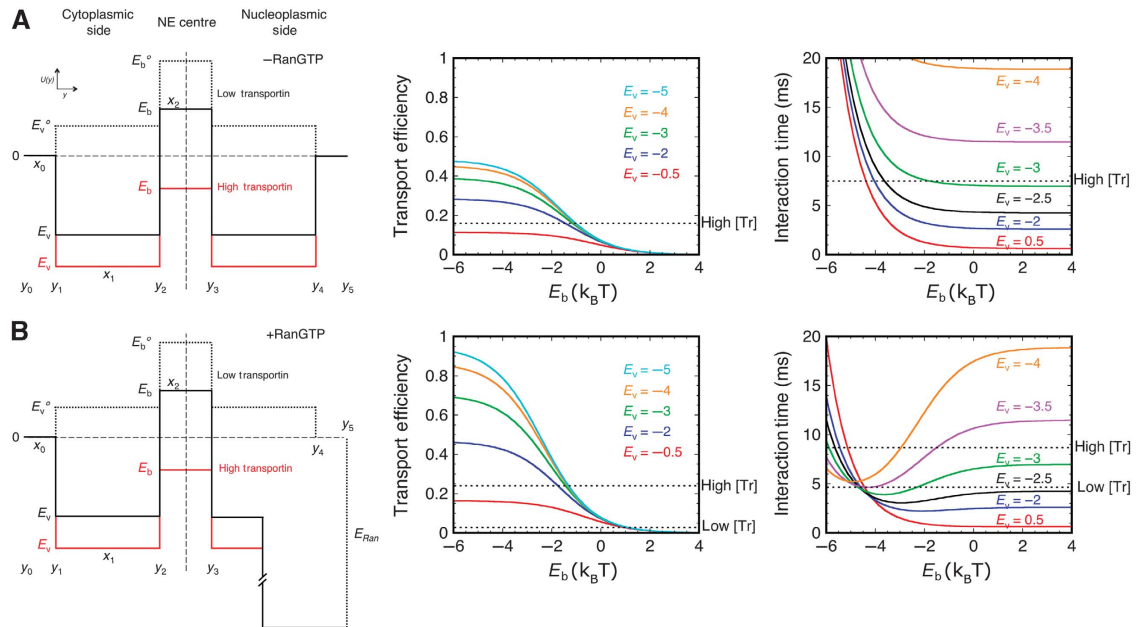 A
Cytoplasmic side
NE centre
Nucleoplasmic side
–RanGTP
U(y)
y
E_b°
Low transportin
E_b
x_2
E_v°
0
x_0
E_b
High transportin
E_v
E_v
x_1
y_0
y_1
y_2
y_3
y_4
y_5
Transport efficiency
1
0.8
0.6
0.4
0.2
0
E_v = –5
E_v = –4
E_v = –3
E_v = –2
E_v = –0.5
High [Tr]
–6
–4
–2
0
2
4
E_b (k_BT)
Interaction time (ms)
20
15
10
5
0
E_v = –4
E_v = –3.5
E_v = –3
E_v = –2.5
E_v = –2
E_v = 0.5
High [Tr]
–6
–4
–2
0
2
4
E_b (k_BT)
B
+RanGTP
E_b°
Low transportin
E_b
x_2
E_v°
0
x_0
y_5
y_4
E_b
High transportin
E_v
E_v
x_1
E_Ran
y_0
y_1
y_2
y_3
Transport efficiency
1
0.8
0.6
0.4
0.2
0
E_v = –5
E_v = –4
E_v = –3
E_v = –2
E_v = –0.5
High [Tr]
Low [Tr]
–6
–4
–2
0
2
4
E_b (k_BT)
Interaction time (ms)
20
15
10
5
0
E_v = –4
E_v = –3.5
E_v = –3
E_v = –2.5
E_v = –2
E_v = 0.5
High [Tr]
Low [Tr]
–6
–4
–2
0
2
4
E_b (k_BT)